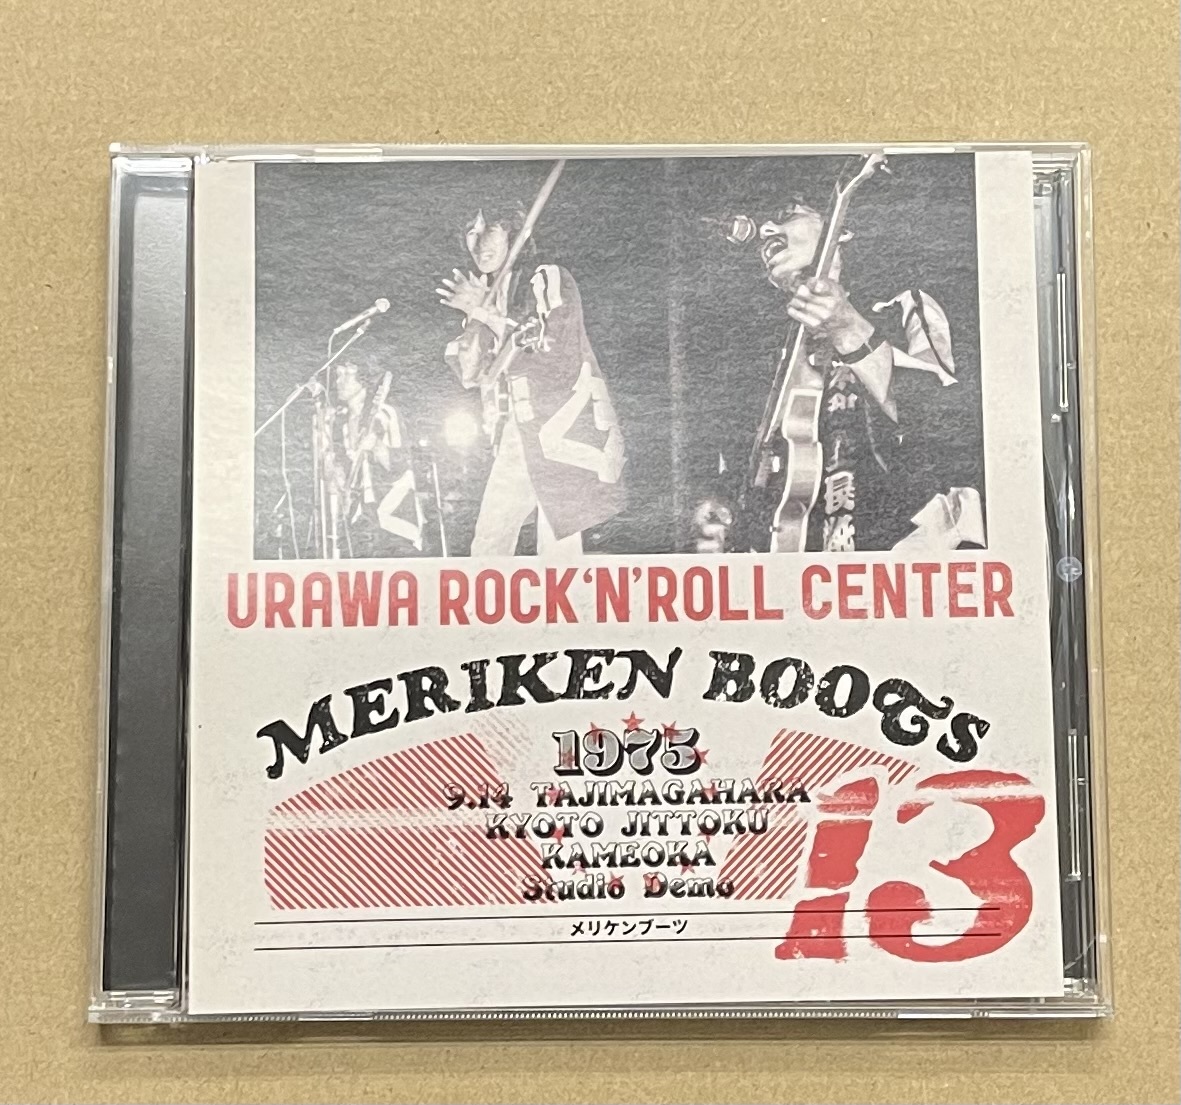 URAWA ROCK'N'ROLL CENTER
MERIKEN BOOTS
1975
9.14 TAJIMAGAHARA
KYOTO JITTOKU
KAMEOKA
Studio Demo
13
メリケンブーツ